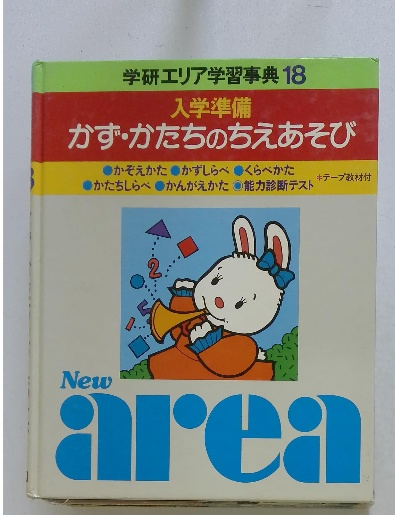 学研エリア学習事典18
入学準備
かず・かたちのちえあそび
●かぞえかた ●かずしらべ ●くらべかた
●かたちしらべ ●かんがえかた ◉能力診断テスト
*テープ教材付
2
New
area